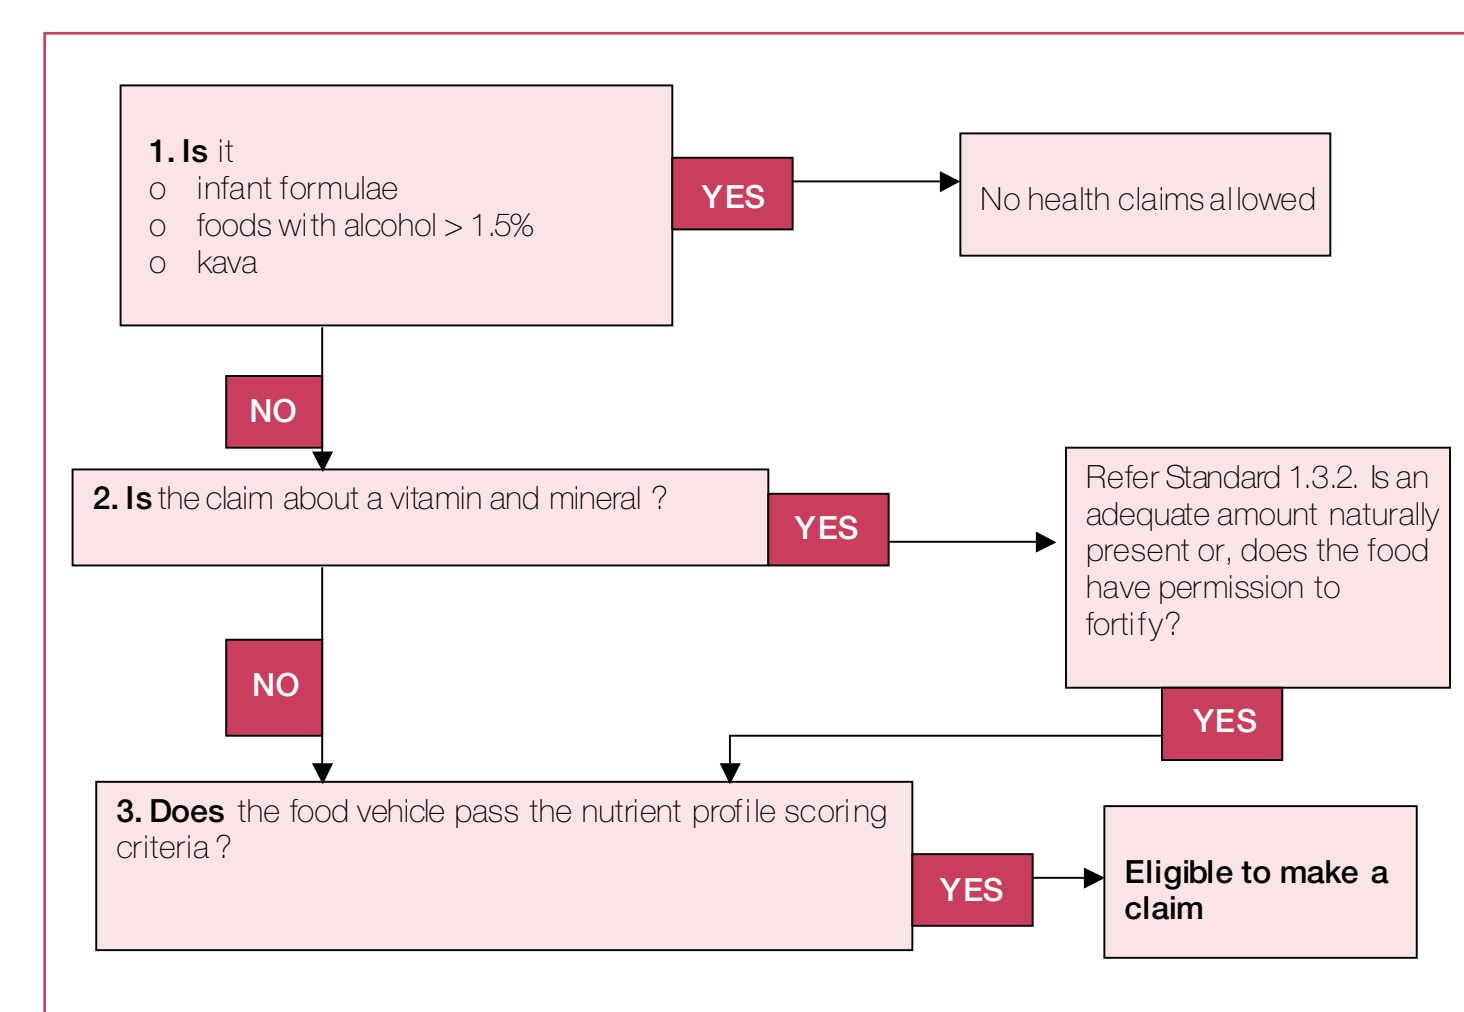 1. Is it
o infant formulae
o foods with alcohol > 1.5%
o kava
YES
No health claims allowed
NO
2. Is the claim about a vitamin and mineral ?
YES
Refer Standard 1.3.2. Is an
adequate amount naturally
present or, does the food
have permission to
fortify?
NO
YES
3. Does the food vehicle pass the nutrient profile scoring
criteria ?
YES
Eligible to make a
claim